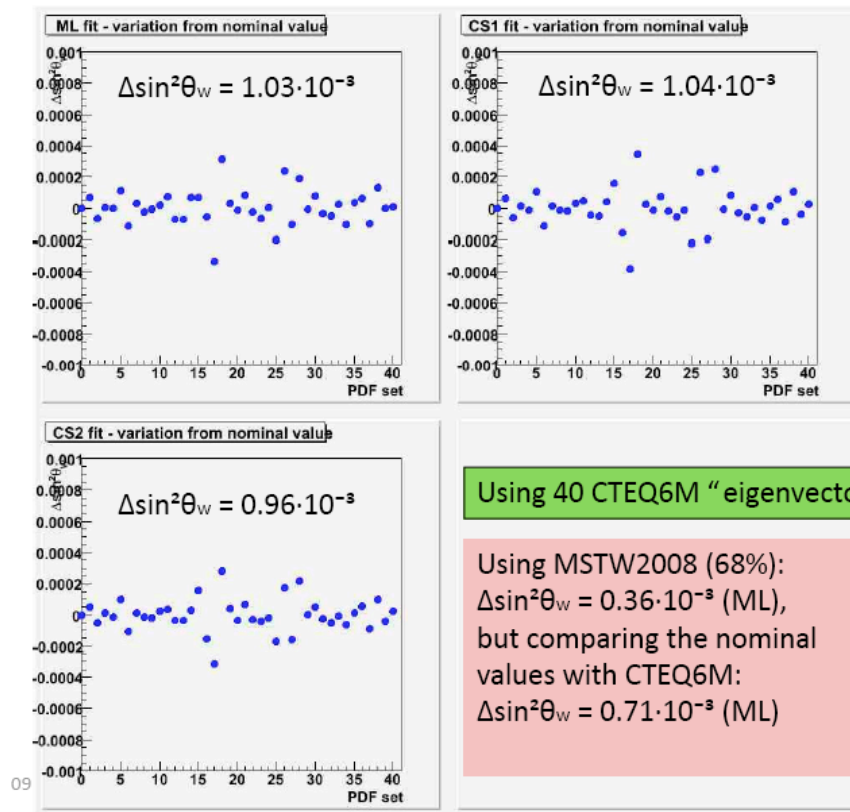 ML fit - variation from nominal value
Δsin²θw
Δsin²θw = 1.03·10⁻³
0.001
0.0008
0.0006
0.0004
0.0002
0
-0.0002
-0.0004
-0.0006
-0.0008
-0.001
0 5 10 15 20 25 30 35 40
PDF set
CS1 fit - variation from nominal value
Δsin²θw
Δsin²θw = 1.04·10⁻³
0.001
0.0008
0.0006
0.0004
0.0002
0
-0.0002
-0.0004
-0.0006
-0.0008
-0.001
0 5 10 15 20 25 30 35 40
PDF set
CS2 fit - variation from nominal value
Δsin²θw
Δsin²θw = 0.96·10⁻³
0.001
0.0008
0.0006
0.0004
0.0002
0
-0.0002
-0.0004
-0.0006
-0.0008
-0.001
0 5 10 15 20 25 30 35 40
PDF set
Using 40 CTEQ6M “eigenvecto
Using MSTW2008 (68%):
Δsin²θw = 0.36·10⁻³ (ML),
but comparing the nominal
values with CTEQ6M:
Δsin²θw = 0.71·10⁻³ (ML)
09